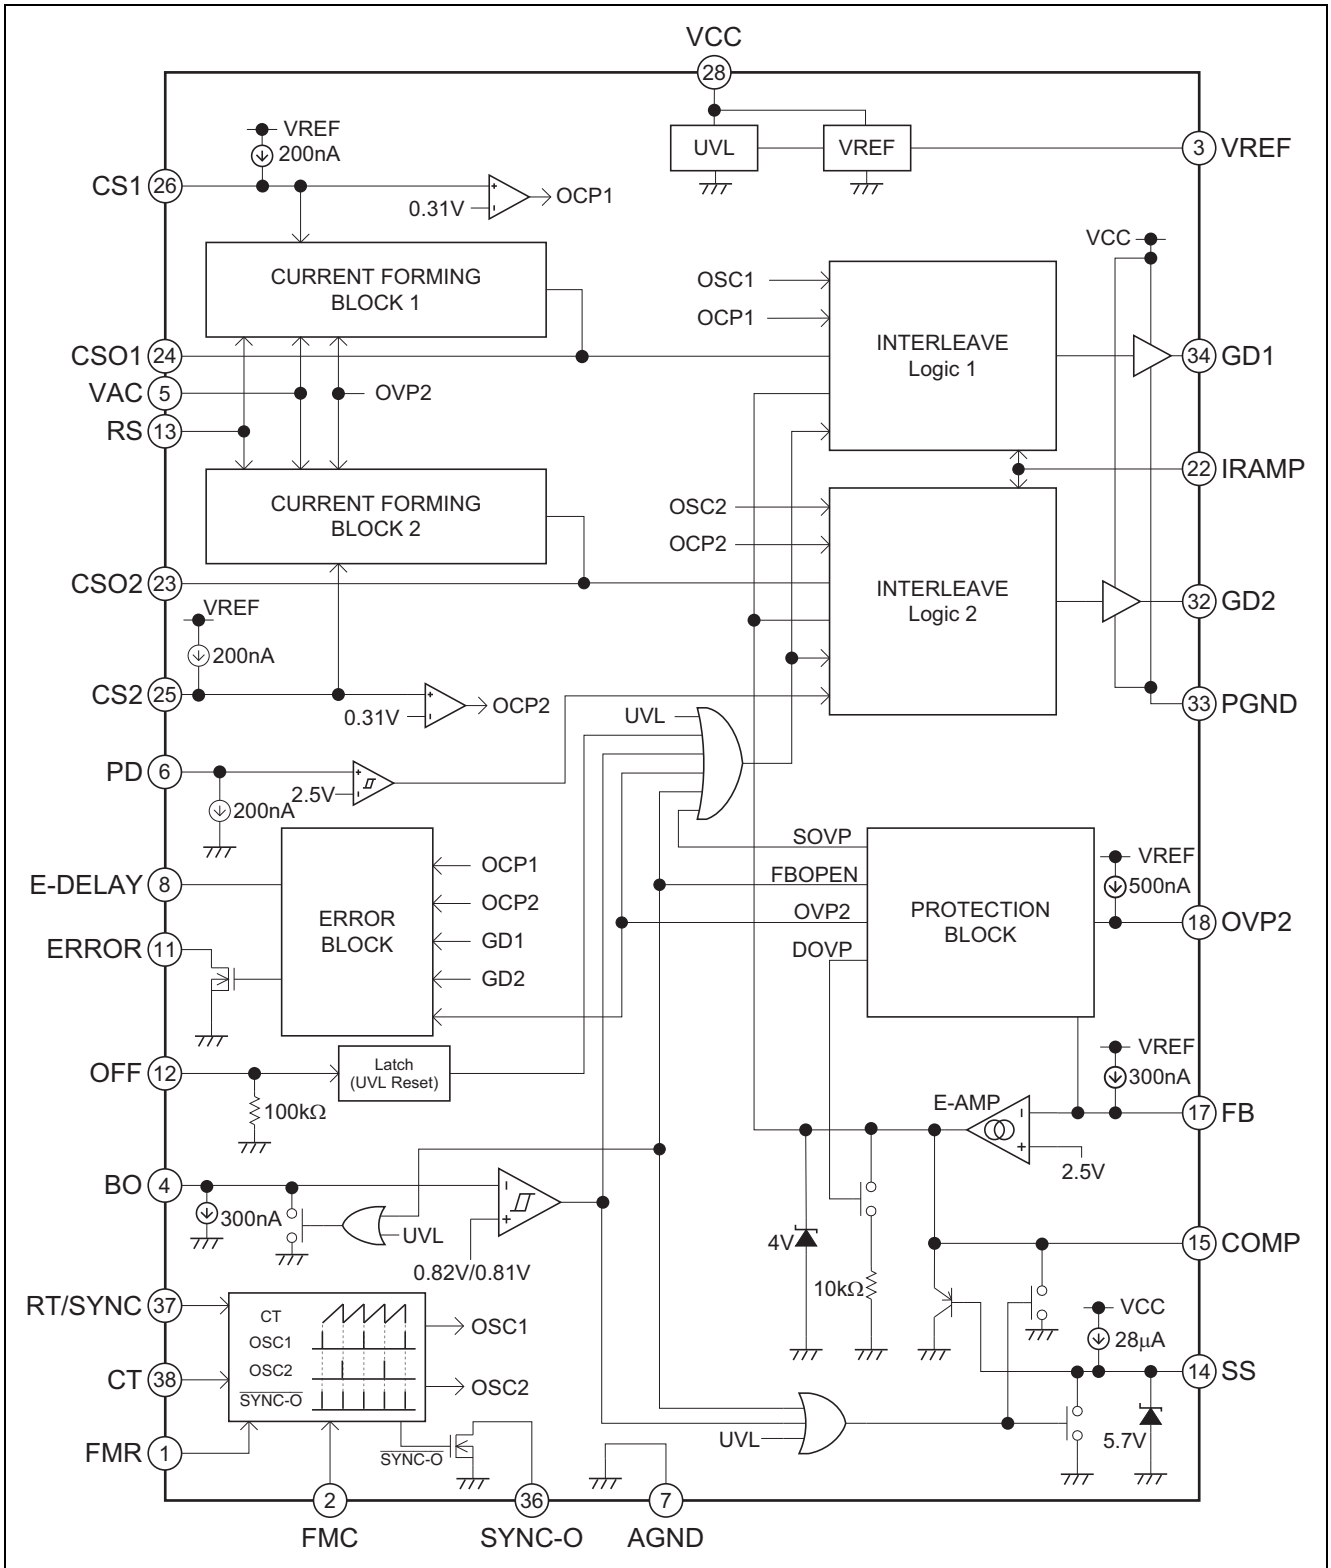 VCC
28
VREF
200nA
CS1 26
0.31V
OCP1
UVL
VREF
3 VREF
CURRENT FORMING
BLOCK 1
VCC
OSC1
OCP1
INTERLEAVE
Logic 1
34 GD1
CSO1 24
VAC 5
OVP2
RS 13
22 IRAMP
CURRENT FORMING
BLOCK 2
OSC2
OCP2
INTERLEAVE
Logic 2
32 GD2
CSO2 23
VREF
200nA
CS2 25
0.31V
OCP2
33 PGND
UVL
PD 6
2.5V
200nA
SOVP
FBOPEN
OVP2
DOVP
PROTECTION
BLOCK
VREF
500nA
18 OVP2
E-DELAY 8
ERROR 11
ERROR
BLOCK
OCP1
OCP2
GD1
GD2
OFF 12
Latch
(UVL Reset)
100kΩ
VREF
300nA
E-AMP
17 FB
2.5V
BO 4
300nA
UVL
0.82V/0.81V
4V
10kΩ
15 COMP
VCC
28μA
14 SS
5.7V
RT/SYNC 37
CT 38
FMR 1
CT
OSC1
OSC2
SYNC-O
OSC1
OSC2
SYNC-O
UVL
2
FMC
36
SYNC-O
7
AGND